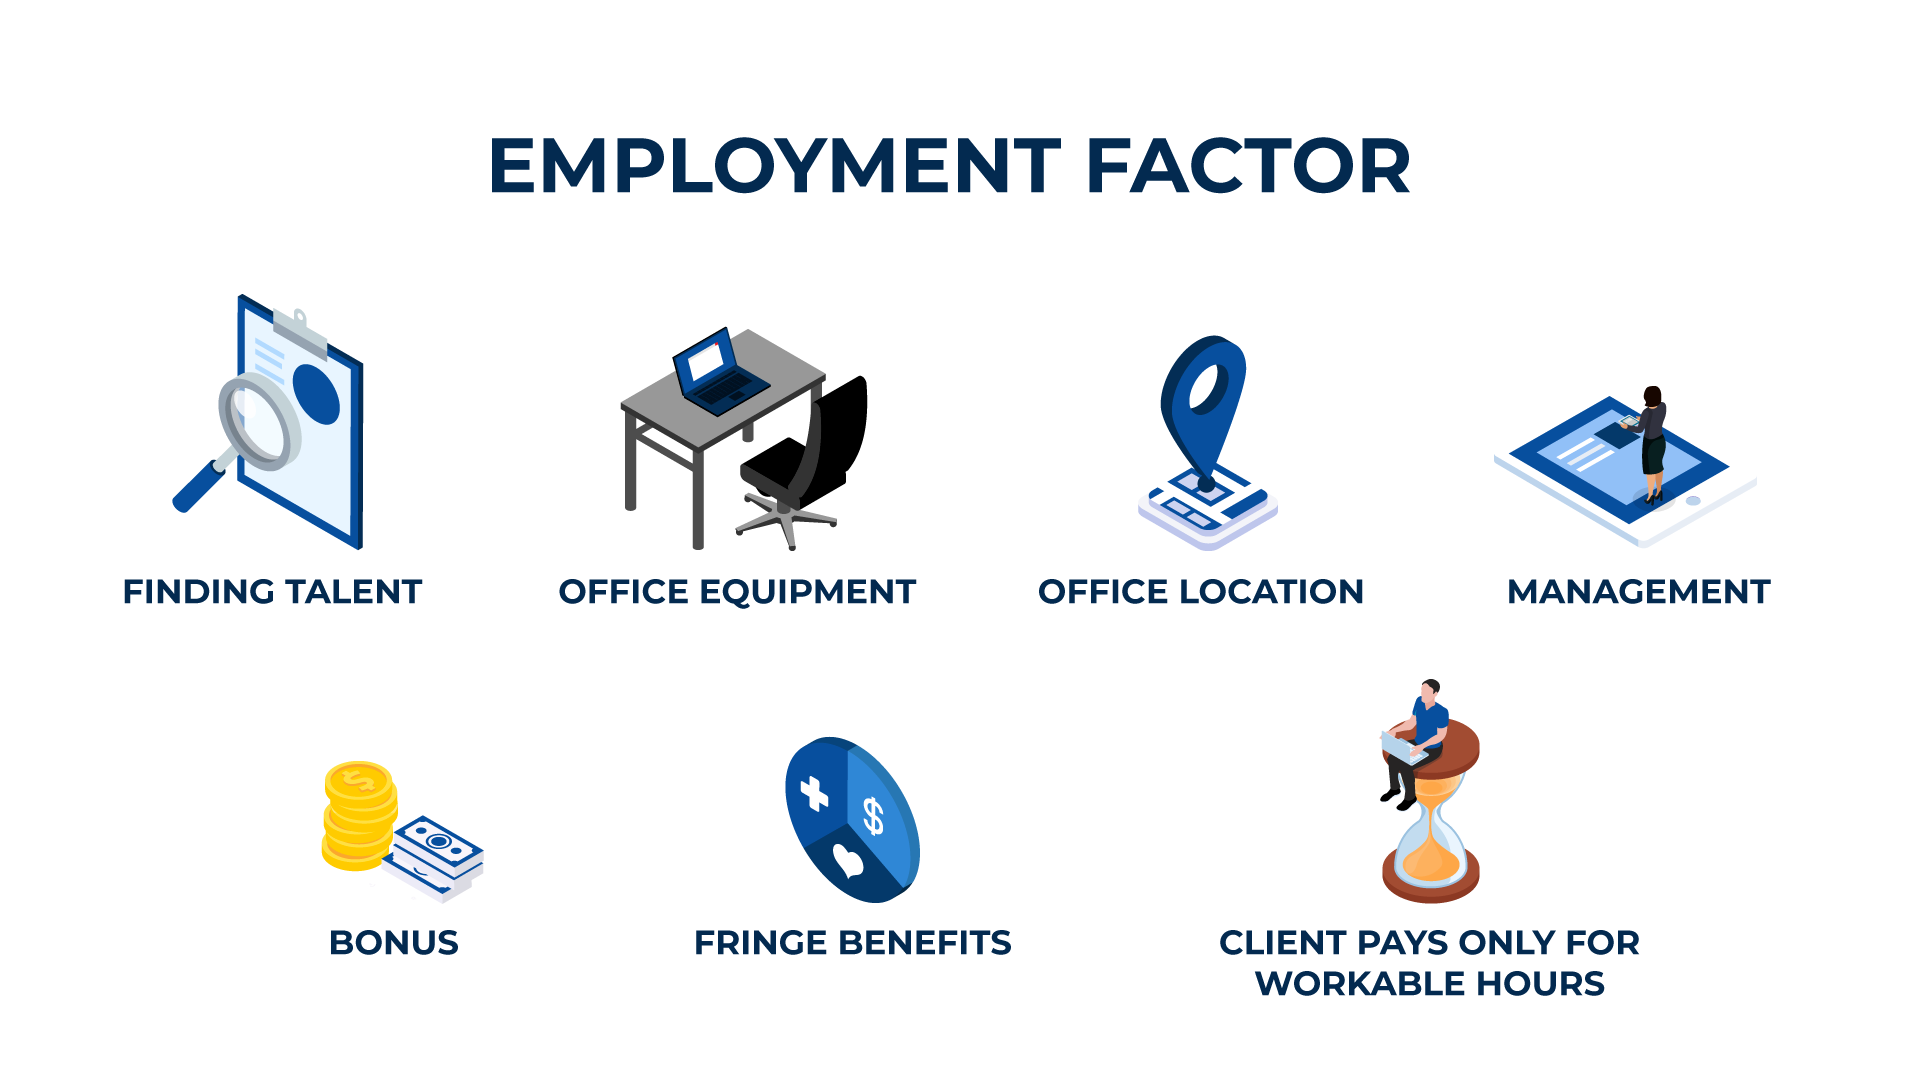 EMPLOYMENT FACTOR
FINDING TALENT
OFFICE EQUIPMENT
OFFICE LOCATION
MANAGEMENT
$
$
BONUS
FRINGE BENEFITS
CLIENT PAYS ONLY FOR
WORKABLE HOURS